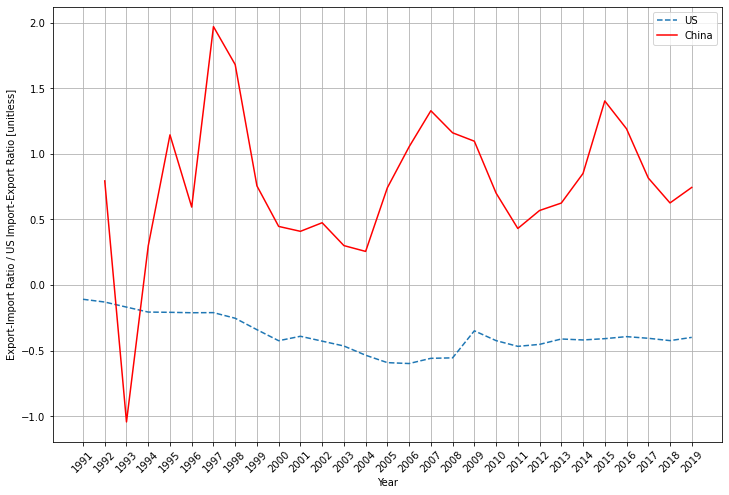 US
China
Export-Import Ratio / US Import-Export Ratio [unitless]
2.0
1.5
1.0
0.5
0.0
−0.5
−1.0
1991 1992 1993 1994 1995 1996 1997 1998 1999 2000 2001 2002 2003 2004 2005 2006 2007 2008 2009 2010 2011 2012 2013 2014 2015 2016 2017 2018 2019
Year